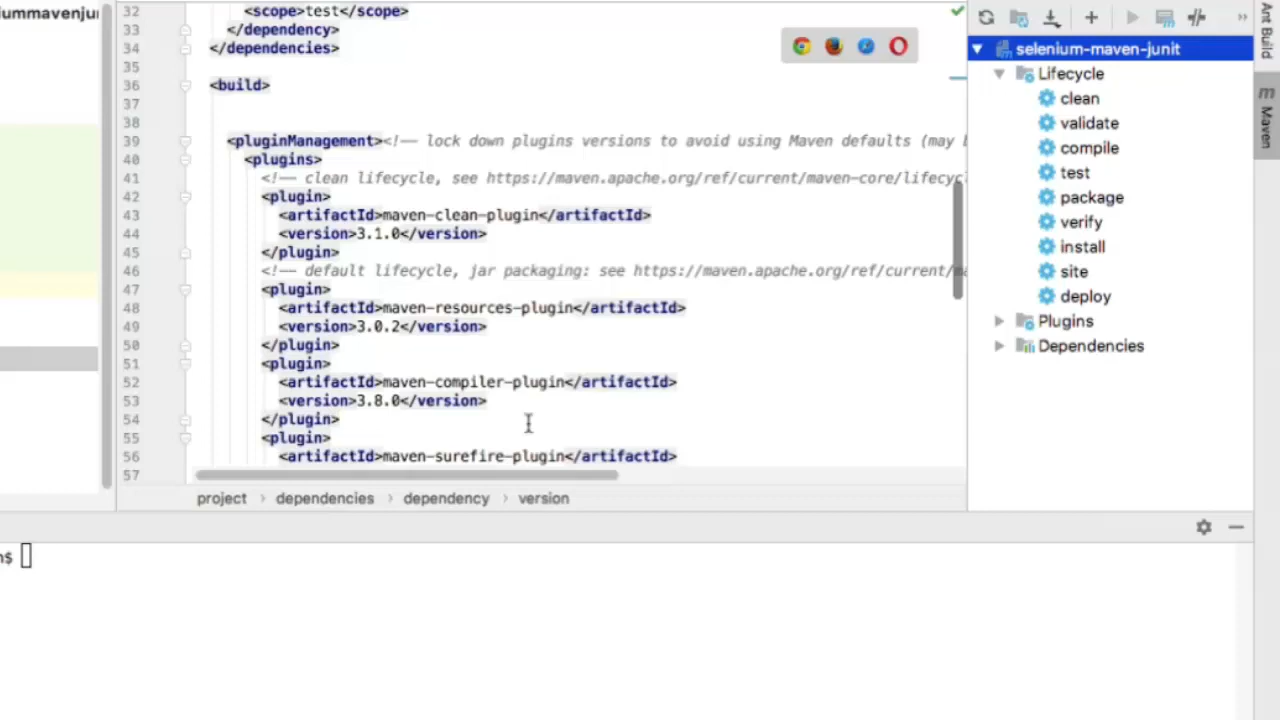 iummavenju
32 <scope>test</scope>
33 </dependency>
34 </dependencies>
35
36 <build>
37
38
39 <pluginManagement><!-- lock down plugins versions to avoid using Maven defaults (may
40 <plugins>
41 <!-- clean lifecycle, see https://maven.apache.org/ref/current/maven-core/lifecycl
42 <plugin>
43 <artifactId>maven-clean-plugin</artifactId>
44 <version>3.1.0</version>
45 </plugin>
46 <!-- default lifecycle, jar packaging: see https://maven.apache.org/ref/current/ma
47 <plugin>
48 <artifactId>maven-resources-plugin</artifactId>
49 <version>3.0.2</version>
50 </plugin>
51 <plugin>
52 <artifactId>maven-compiler-plugin</artifactId>
53 <version>3.8.0</version>
54 </plugin>
55 <plugin>
56 <artifactId>maven-surefire-plugin</artifactId>
57
project › dependencies › dependency › version
selenium-maven-junit
Lifecycle
clean
validate
compile
test
package
verify
install
site
deploy
Plugins
Dependencies
Ant Build
m Maven
n$